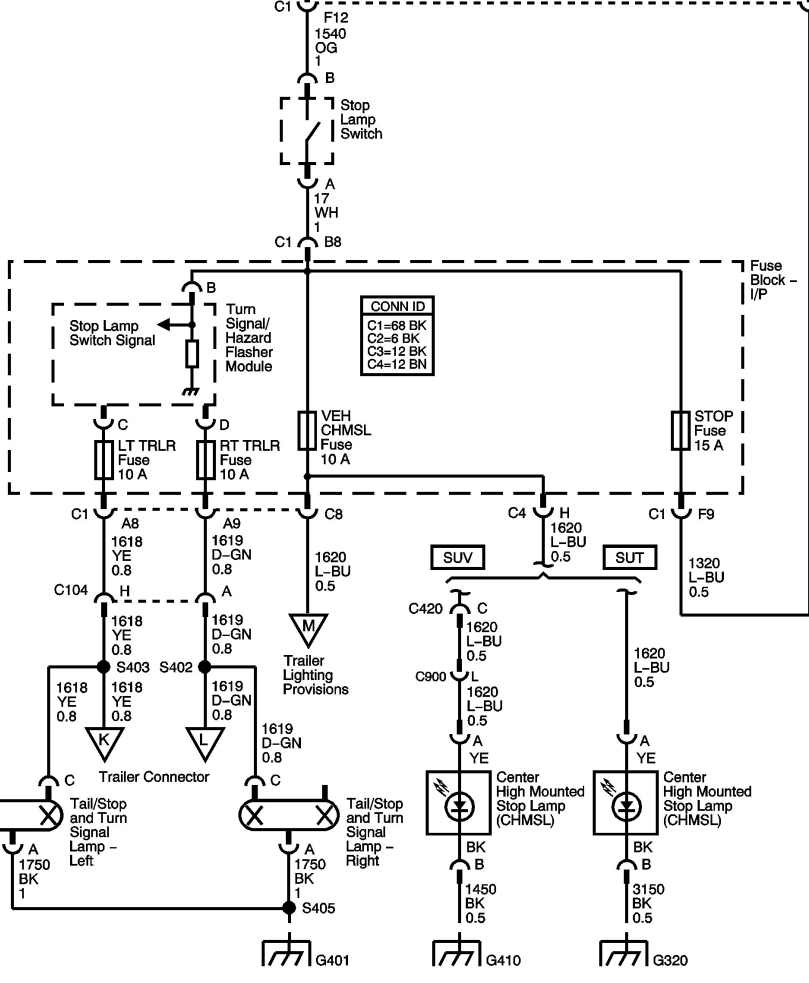 C1
F12
1540
OG
1
B
Stop
Lamp
Switch
A
17
WH
1
C1
B8
Fuse
Block –
I/P
B
Stop Lamp
Switch Signal
Turn
Signal/
Hazard
Flasher
Module
CONN ID
C1=68 BK
C2=6 BK
C3=12 BK
C4=12 BN
C
D
LT TRLR
Fuse
10 A
RT TRLR
Fuse
10 A
VEH
CHMSL
Fuse
10 A
STOP
Fuse
15 A
C1
A8
A9
C8
C4
H
C1
F9
1618
YE
0.8
1619
D–GN
0.8
1620
L–BU
0.5
1620
L–BU
0.5
1320
L–BU
0.5
SUV
SUT
C104
H
A
C420
C
1618
YE
0.8
1619
D–GN
0.8
M
Trailer
Lighting
Provisions
1620
L–BU
0.5
C900
L
1620
L–BU
0.5
1620
L–BU
0.5
S403
S402
1618
YE
0.8
1618
YE
0.8
1619
D–GN
0.8
1619
D–GN
0.8
K
L
Trailer Connector
A
YE
A
YE
C
C
Tail/Stop
and Turn
Signal
Lamp –
Left
Tail/Stop
and Turn
Signal
Lamp –
Right
Center
High Mounted
Stop Lamp
(CHMSL)
Center
High Mounted
Stop Lamp
(CHMSL)
A
1750
BK
1
A
1750
BK
1
BK
B
1450
BK
0.5
BK
B
3150
BK
0.5
S405
G401
G410
G320